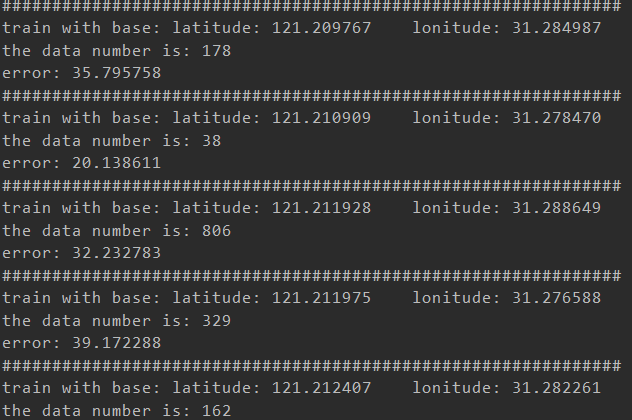 ##############################################################
train with base: latitude: 121.209767    lonitude: 31.284987
the data number is: 178
error: 35.795758
##############################################################
train with base: latitude: 121.210909    lonitude: 31.278470
the data number is: 38
error: 20.138611
##############################################################
train with base: latitude: 121.211928    lonitude: 31.288649
the data number is: 806
error: 32.232783
##############################################################
train with base: latitude: 121.211975    lonitude: 31.276588
the data number is: 329
error: 39.172288
##############################################################
train with base: latitude: 121.212407    lonitude: 31.282261
the data number is: 162